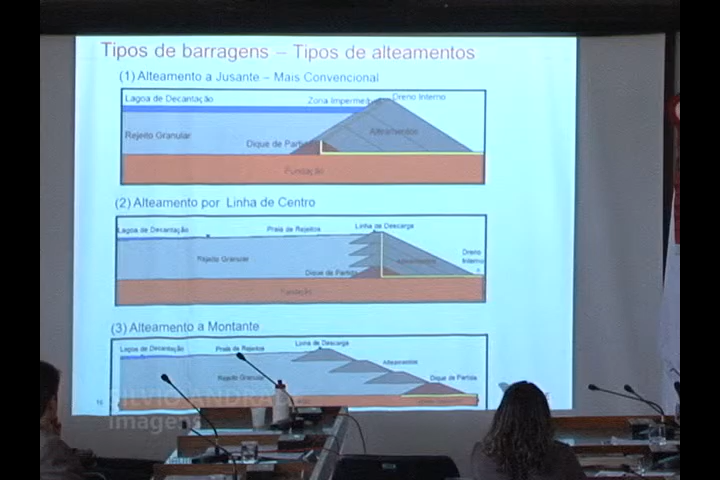 Tipos de barragens – Tipos de alteamentos
(1) Alteamento a Jusante – Mais Convencional
Lagoa de Decantação
Zona Imperme
Dreno Interno
Rejeito Granular
Dique de Partida
Alteamentos
Fundação
(2) Alteamento por Linha de Centro
Lagoa de Decantação
Praia de Rejeitos
Linha de Descarga
Rejeito Granular
Dique de Partida
Alteamentos
Dreno
Interno
Fundação
(3) Alteamento a Montante
Lagoa de Decantação
Praia de Rejeitos
Linha de Descarga
Alteamentos
Rejeito Granular
Dique de Partida
Imagens